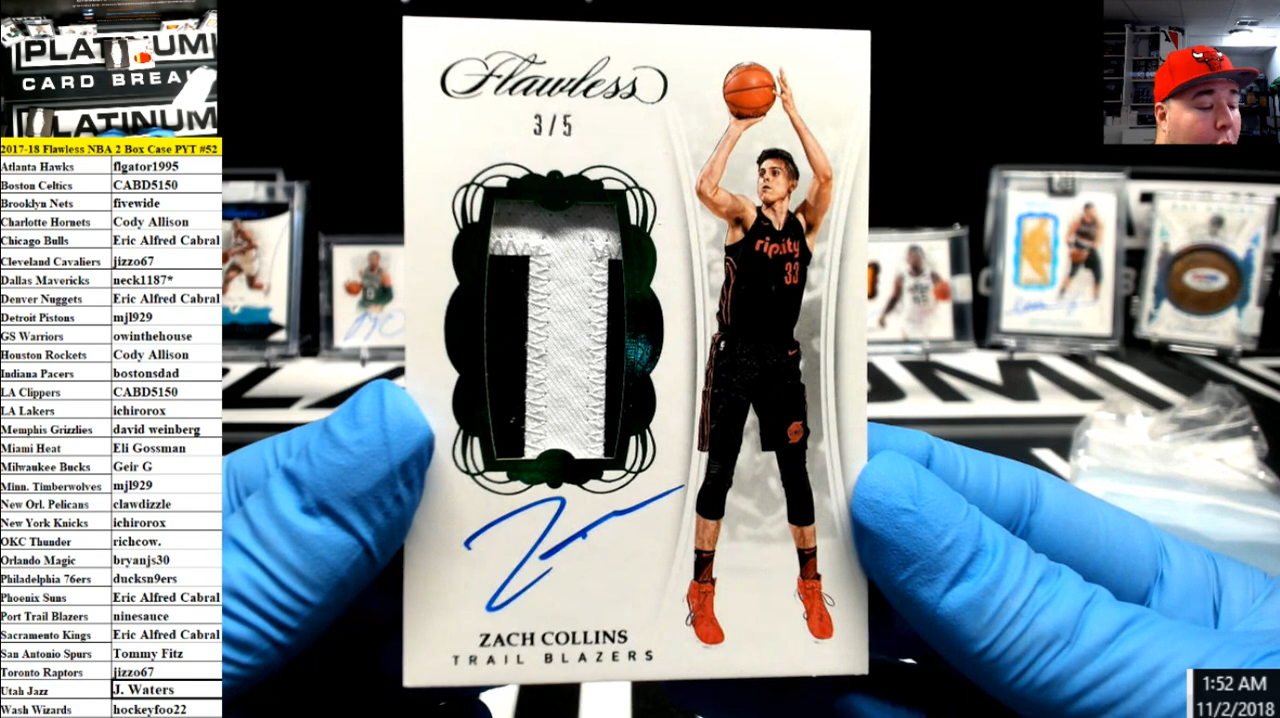 PLATINUM
CARD BREA
PLATINUM
2017-18 Flawless NBA 2 Box Case PYT #52
Atlanta Hawks flgator1995
Boston Celtics CABD5150
Brooklyn Nets fivewide
Charlotte Hornets Cody Allison
Chicago Bulls Eric Alfred Cabral
Cleveland Cavaliers jizzo67
Dallas Mavericks neck1187*
Denver Nuggets Eric Alfred Cabral
Detroit Pistons mjl929
GS Warriors owinthehouse
Houston Rockets Cody Allison
Indiana Pacers bostonsdad
LA Clippers CABD5150
LA Lakers ichirorox
Memphis Grizzlies david weinberg
Miami Heat Eli Gossman
Milwaukee Bucks Geir G
Minn. Timberwolves mjl929
New Orl. Pelicans clawdizzle
New York Knicks ichirorox
OKC Thunder richcow.
Orlando Magic bryanjs30
Philadelphia 76ers ducksn9ers
Phoenix Suns Eric Alfred Cabral
Port Trail Blazers ninesauce
Sacramento Kings Eric Alfred Cabral
San Antonio Spurs Tommy Fitz
Toronto Raptors jizzo67
Utah Jazz J. Waters
Wash Wizards hockeyfoo22
Flawless
3/5
rip city
33
ZACH COLLINS
TRAIL BLAZERS
1:52 AM
11/2/2018